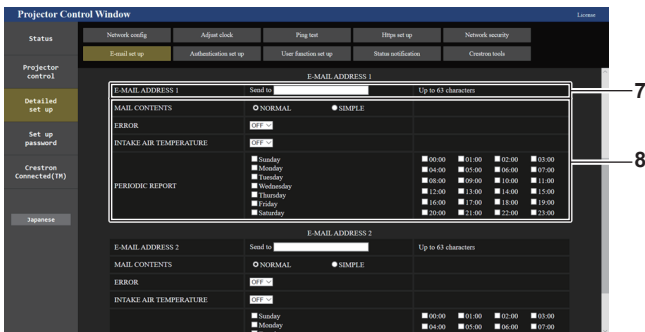 Projector Control Window
License
Status
Projector control
Detailed set up
Set up password
Crestron Connected(TM)
Japanese
Network config Adjust clock Ping test Https set up Network security
E-mail set up Authentication set up User function set up Status notification Crestron tools
E-MAIL ADDRESS 1
E-MAIL ADDRESS 1 Send to Up to 63 characters
7
MAIL CONTENTS NORMAL SIMPLE
ERROR OFF
INTAKE AIR TEMPERATURE OFF
8
PERIODIC REPORT
Sunday 00:00 01:00 02:00 03:00
Monday 04:00 05:00 06:00 07:00
Tuesday 08:00 09:00 10:00 11:00
Wednesday 12:00 13:00 14:00 15:00
Thursday 16:00 17:00 18:00 19:00
Friday 20:00 21:00 22:00 23:00
Saturday
E-MAIL ADDRESS 2
E-MAIL ADDRESS 2 Send to Up to 63 characters
MAIL CONTENTS NORMAL SIMPLE
ERROR OFF
INTAKE AIR TEMPERATURE OFF
Sunday 00:00 01:00 02:00 03:00
Monday 04:00 05:00 06:00 07:00